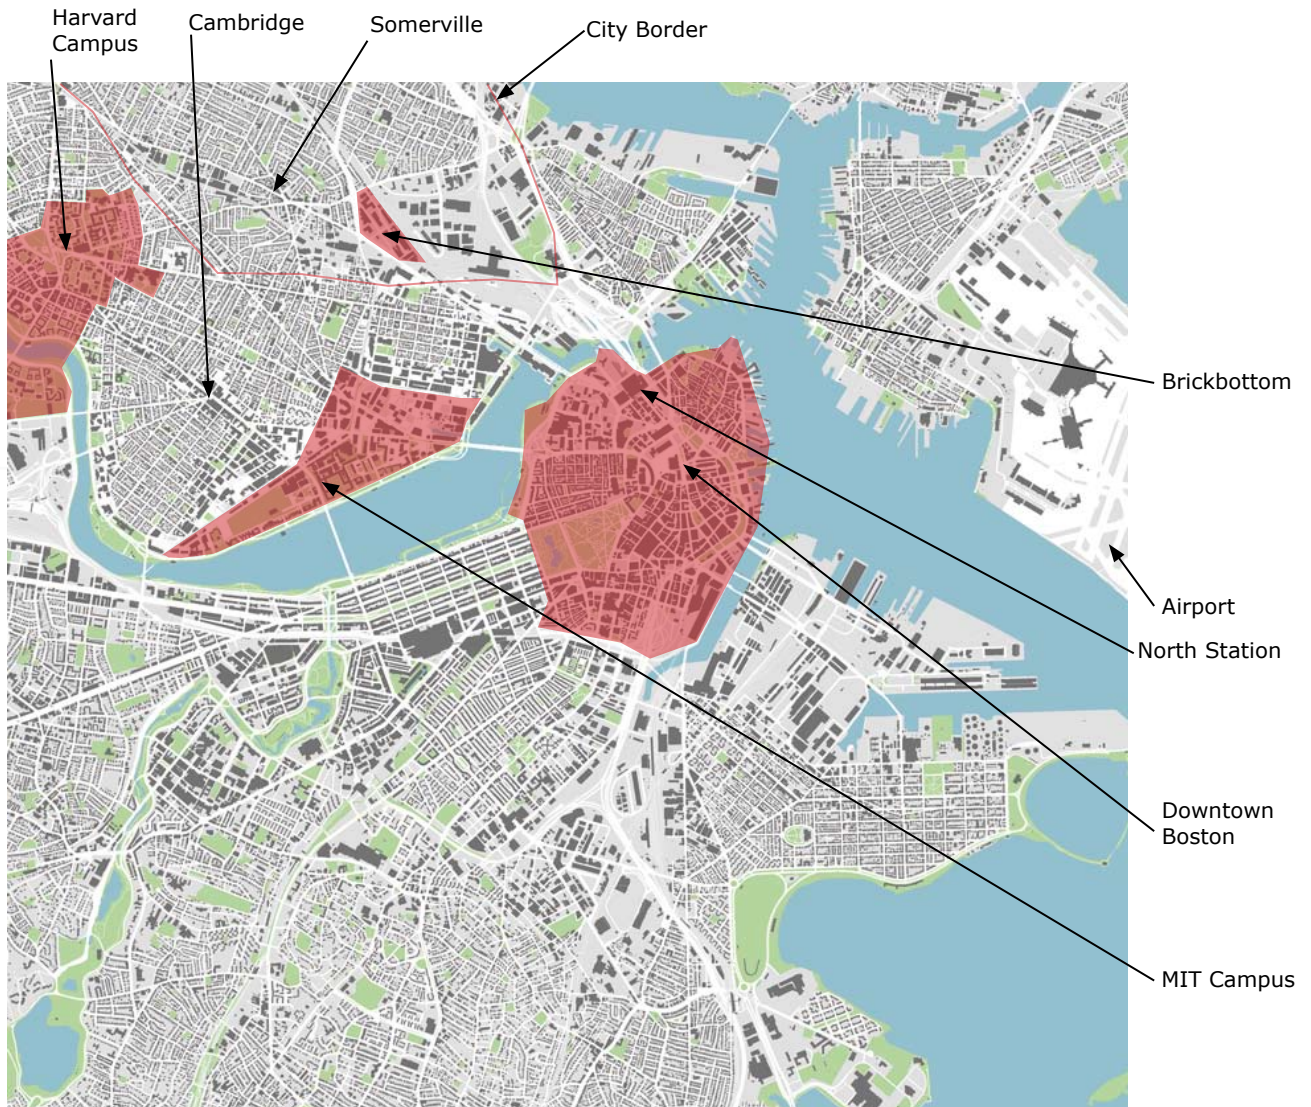 Harvard
Campus
Cambridge
Somerville
City Border
Brickbottom
Airport
North Station
Downtown
Boston
MIT Campus